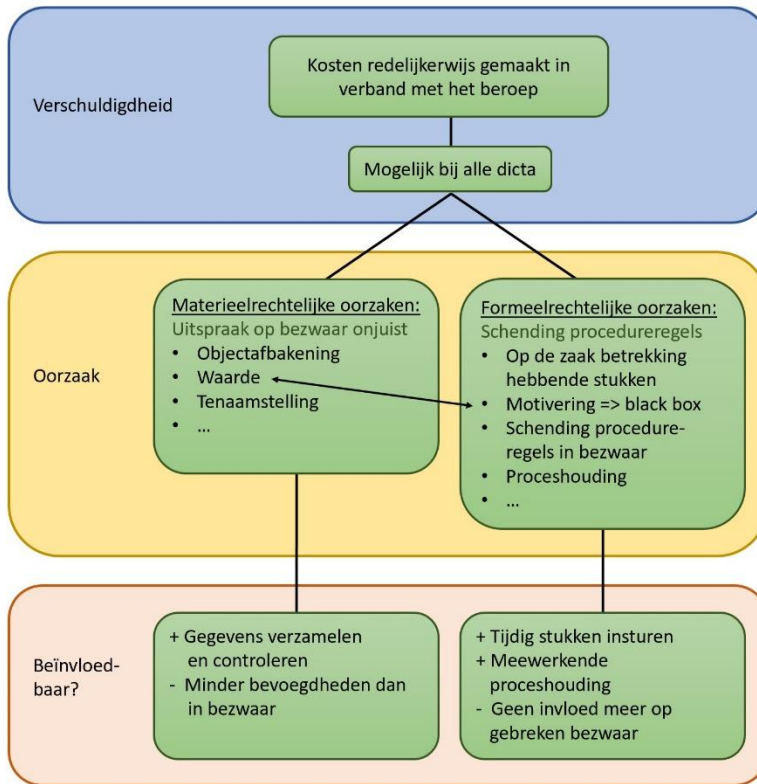 Verschuldigdheid
Kosten redelijkerwijs gemaakt in
verband met het beroep
Mogelijk bij alle dicta
Oorzaak
Materieelrechtelijke oorzaken:
Uitspraak op bezwaar onjuist
• Objectafbakening
• Waarde
• Tenaamstelling
• ...
Formeelrechtelijke oorzaken:
Schending procedureregels
• Op de zaak betrekking
hebbende stukken
• Motivering => black box
• Schending procedure-
regels in bezwaar
• Proceshouding
• ...
Beïnvloed-
baar?
+ Gegevens verzamelen
en controleren
- Minder bevoegdheden dan
in bezwaar
+ Tijdig stukken insturen
+ Meewerkende
proceshouding
- Geen invloed meer op
gebreken bezwaar